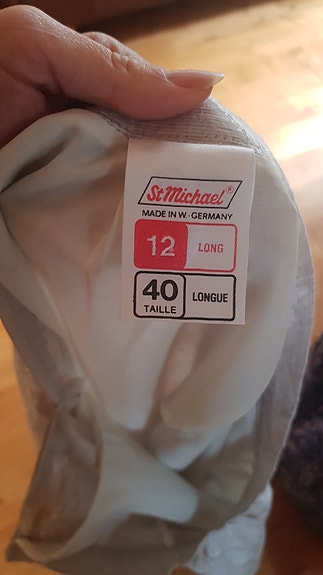 St Michael®
MADE IN W. GERMANY
12 LONG
40 TAILLE LONGUE